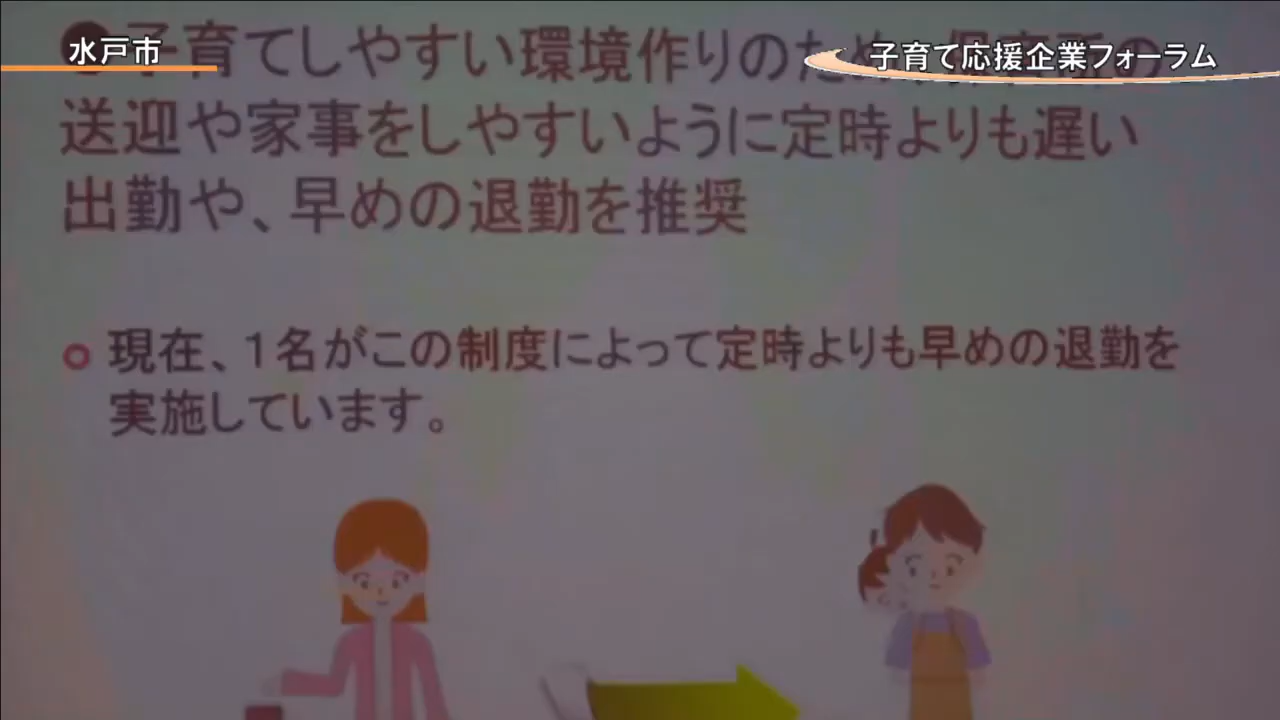 水戸市
子育て応援企業フォーラム
●子育てしやすい環境作りのため、保育所の
送迎や家事をしやすいように定時よりも遅い
出勤や、早めの退勤を推奨
現在、1名がこの制度によって定時よりも早めの退勤を
実施しています。